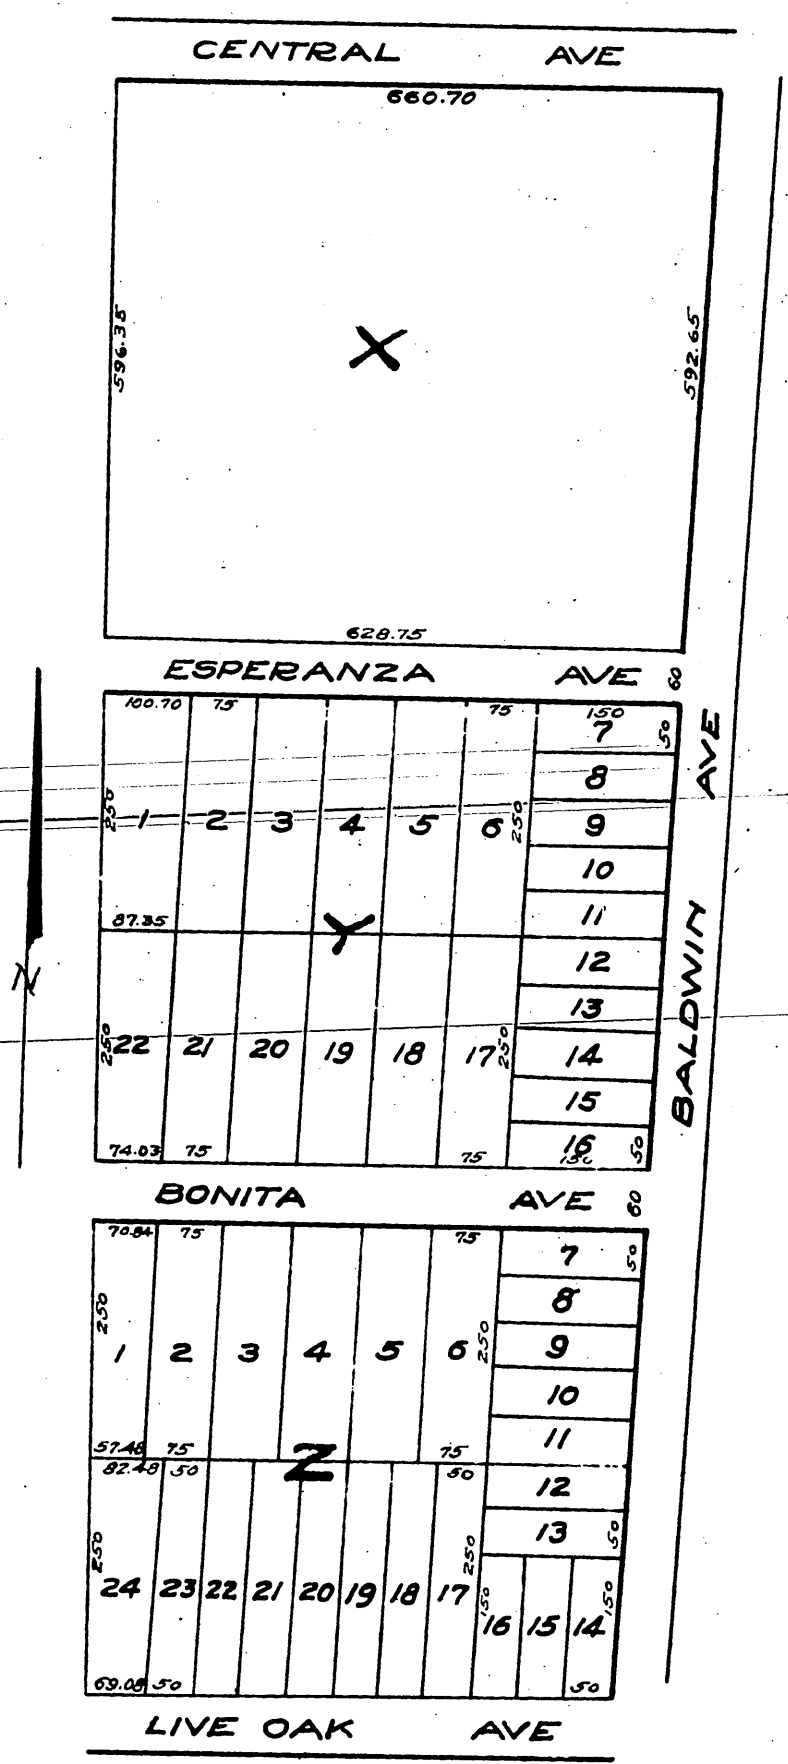 CENTRAL AVE
660.70
596.35
X
592.65
628.75
ESPERANZA AVE 60
100.70 75 75 150
7 50
8
250 1 2 3 4 5 6 250 9
10
87.35 Y 11
12
13
250 22 21 20 19 18 17 250 14
15
16 50
74.03 75 75 150
BALDWIN AVE
N
BONITA AVE 60
70.84 75 75
7 50
8
250 1 2 3 4 5 6 250 9
10
11
57.48 75 Z 75
82.48 50 50
12
13 50
250 24 23 22 21 20 19 18 17 250
150 16 15 14 150
69.08 50 50
LIVE OAK AVE